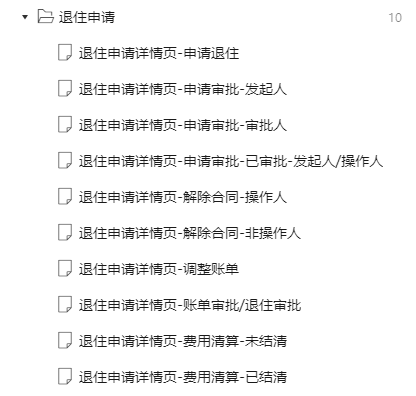 退住申请 10
退住申请详情页-申请退住
退住申请详情页-申请审批-发起人
退住申请详情页-申请审批-审批人
退住申请详情页-申请审批-已审批-发起人/操作人
退住申请详情页-解除合同-操作人
退住申请详情页-解除合同-非操作人
退住申请详情页-调整账单
退住申请详情页-账单审批/退住审批
退住申请详情页-费用清算-未结清
退住申请详情页-费用清算-已结清